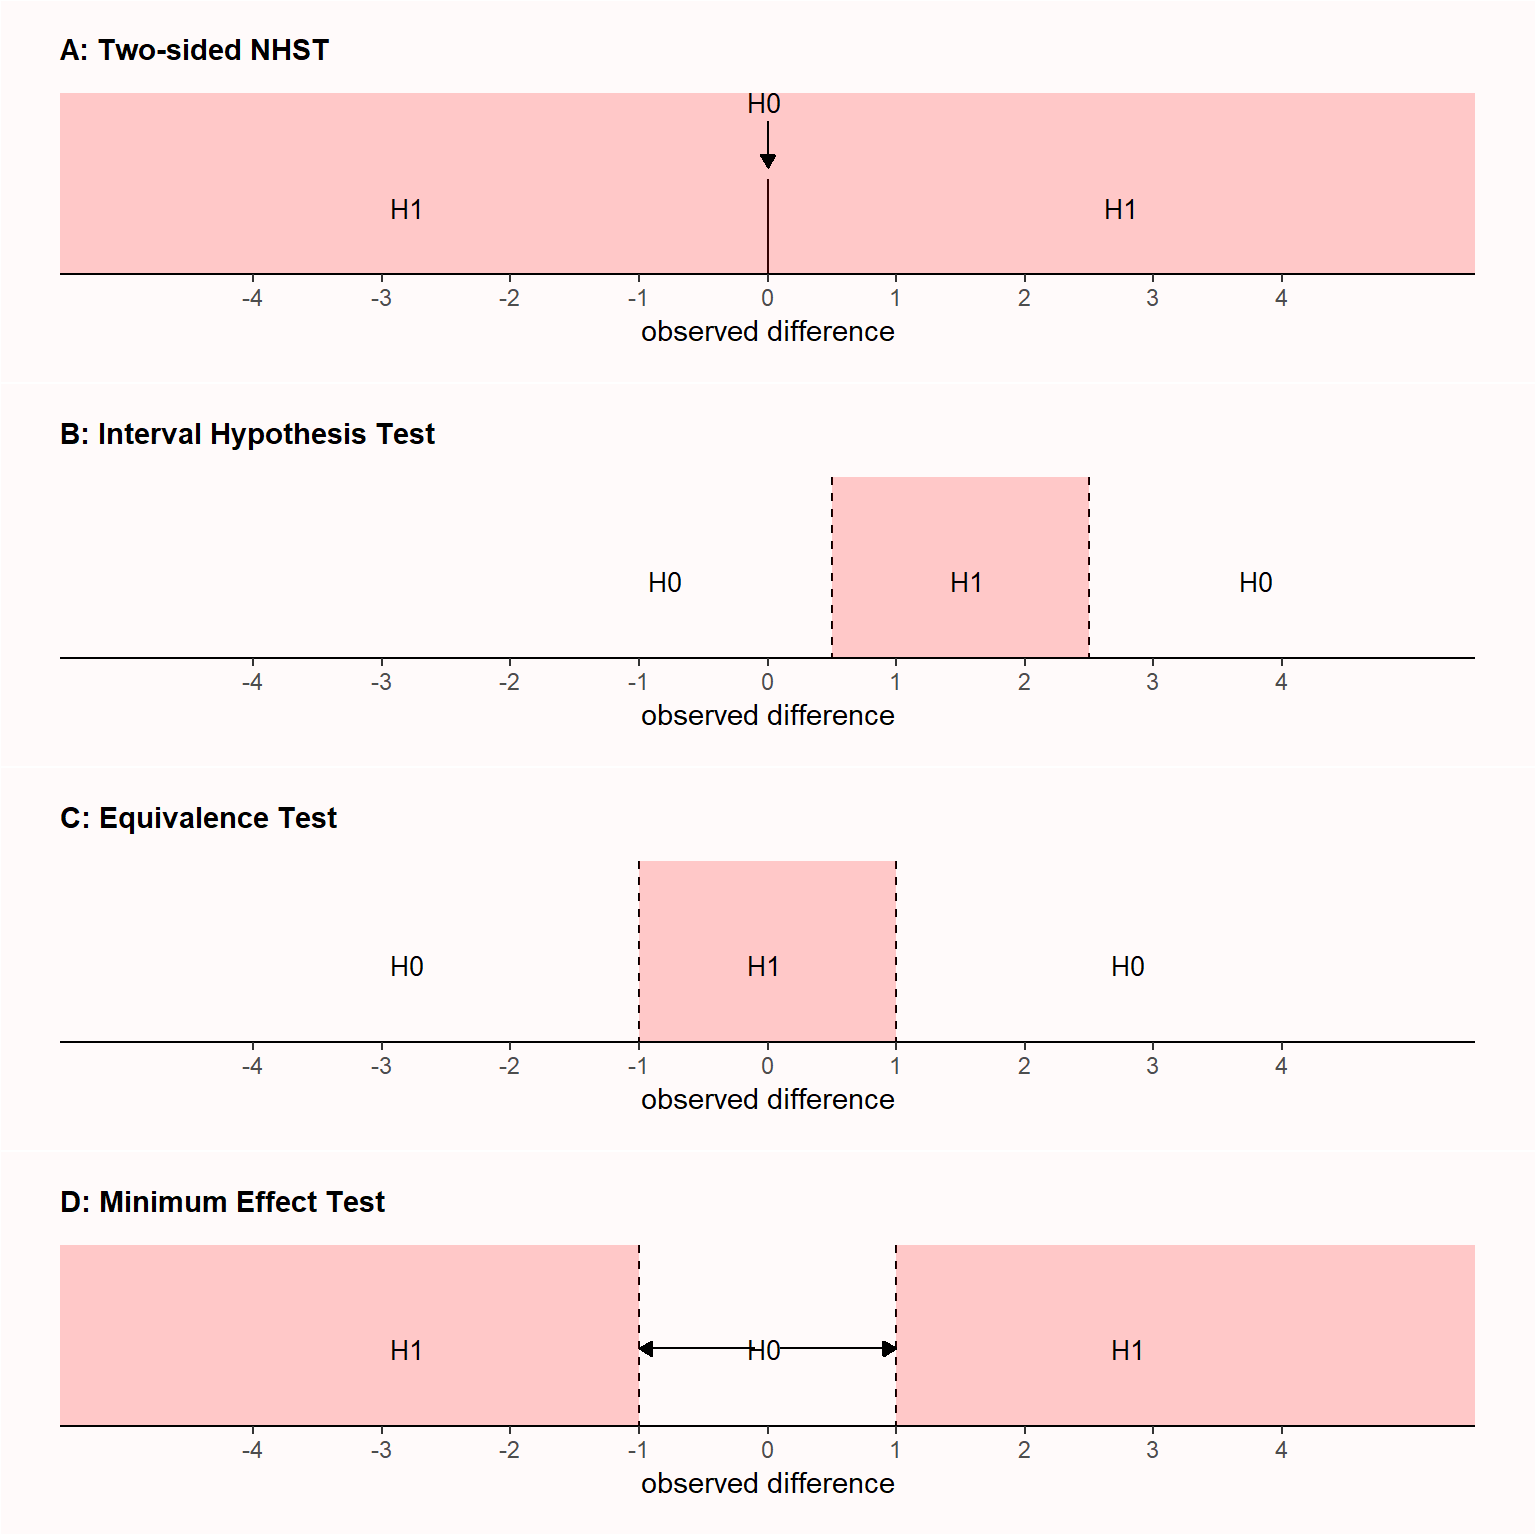 A: Two-sided NHST
H0
H1 H1
-4 -3 -2 -1 0 1 2 3 4
observed difference
B: Interval Hypothesis Test
H0 H1 H0
-4 -3 -2 -1 0 1 2 3 4
observed difference
C: Equivalence Test
H0 H1 H0
-4 -3 -2 -1 0 1 2 3 4
observed difference
D: Minimum Effect Test
H1 H0 H1
-4 -3 -2 -1 0 1 2 3 4
observed difference